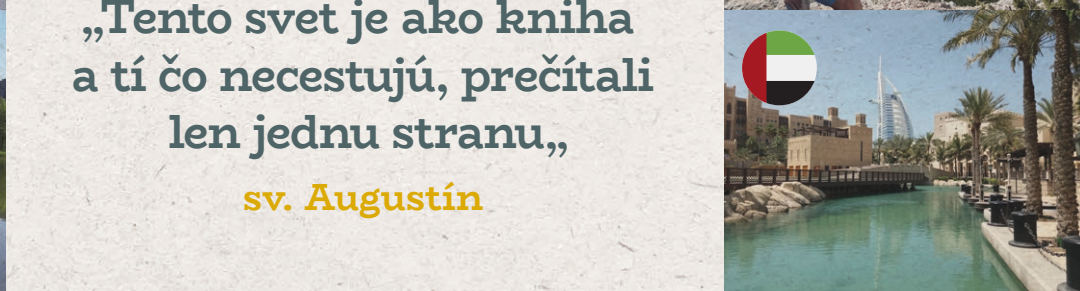 „Tento svet je ako kniha
a tí čo necestujú, prečítali
len jednu stranu„
sv. Augustín